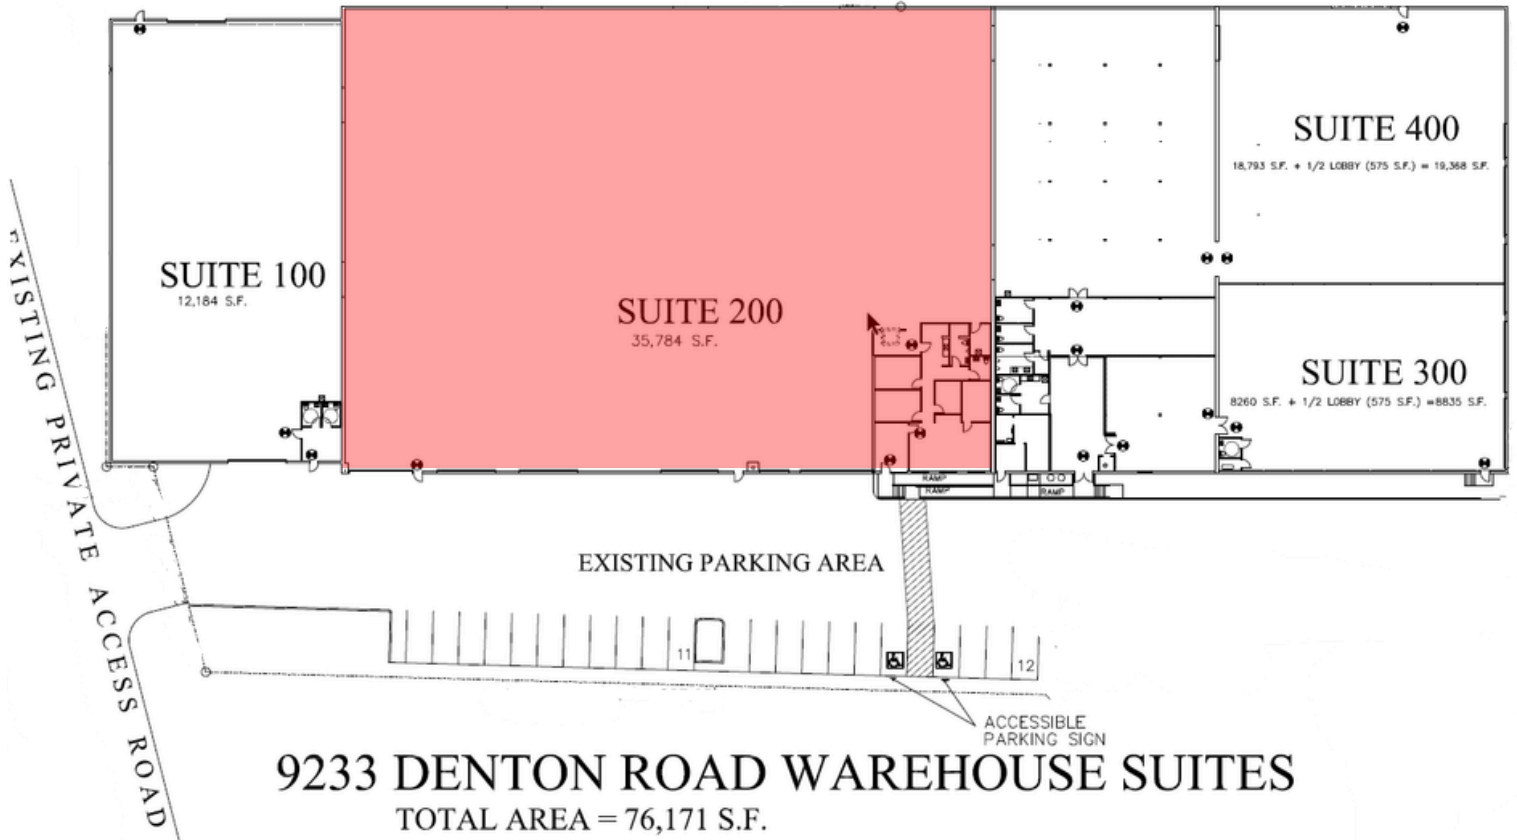 SUITE 400
18,793 S.F. + 1/2 LOBBY (575 S.F.) = 19,368 S.F.
SUITE 100
12,184 S.F.
SUITE 200
35,784 S.F.
SUITE 300
8260 S.F. + 1/2 LOBBY (575 S.F.) =8835 S.F.
RAMP
RAMP
RAMP
EXISTING PRIVATE ACCESS ROAD
EXISTING PARKING AREA
11
12
ACCESSIBLE
PARKING SIGN
9233 DENTON ROAD WAREHOUSE SUITES
TOTAL AREA = 76,171 S.F.